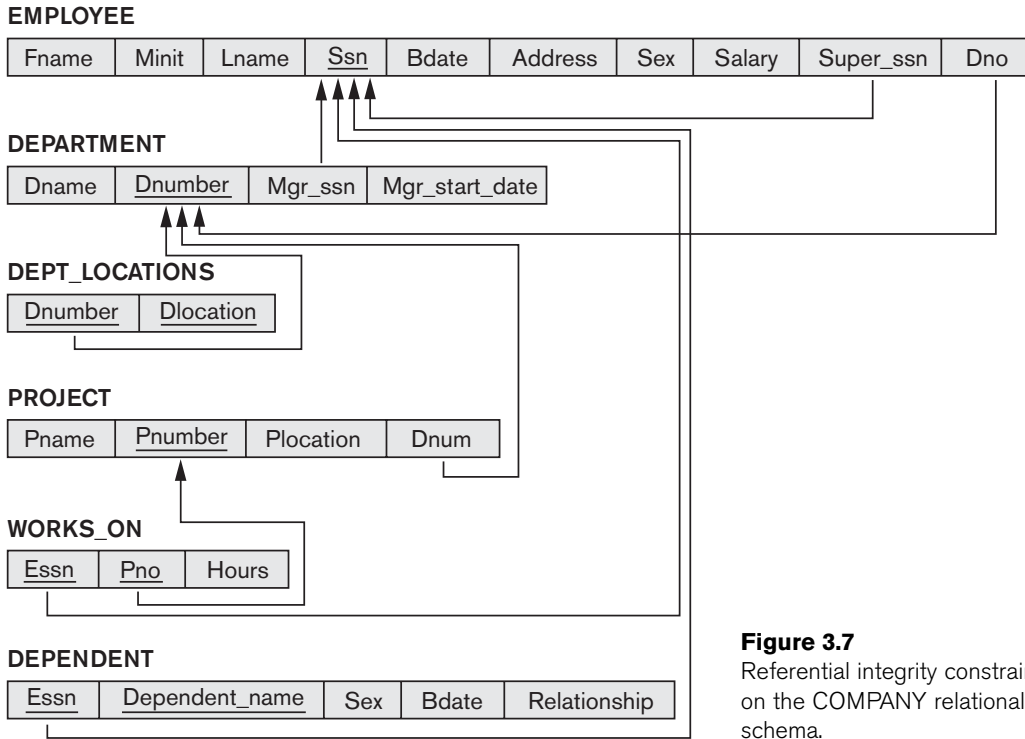 EMPLOYEE
Fname Minit Lname Ssn Bdate Address Sex Salary Super_ssn Dno
DEPARTMENT
Dname Dnumber Mgr_ssn Mgr_start_date
DEPT_LOCATIONS
Dnumber Dlocation
PROJECT
Pname Pnumber Plocation Dnum
WORKS_ON
Essn Pno Hours
DEPENDENT
Essn Dependent_name Sex Bdate Relationship
Figure 3.7
Referential integrity constrain
on the COMPANY relational
schema.